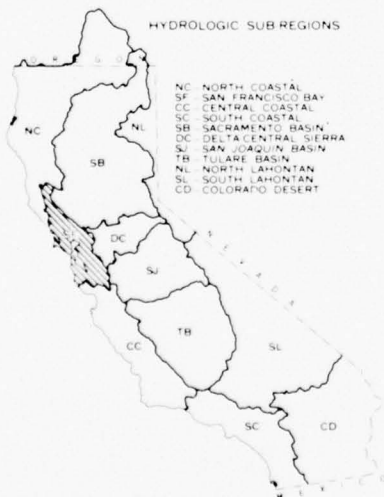 HYDROLOGIC SUB-REGIONS
OREGON
NC - NORTH COASTAL
SF - SAN FRANCISCO BAY
CC - CENTRAL COASTAL
SC - SOUTH COASTAL
SB - SACRAMENTO BASIN
DC - DELTA CENTRAL SIERRA
SJ - SAN JOAQUIN BASIN
TB - TULARE BASIN
NL - NORTH LAHONTAN
SL - SOUTH LAHONTAN
CD - COLORADO DESERT
NC
NL
SB
DC
NEVADA
SJ
TB
SL
CC
SC
CD